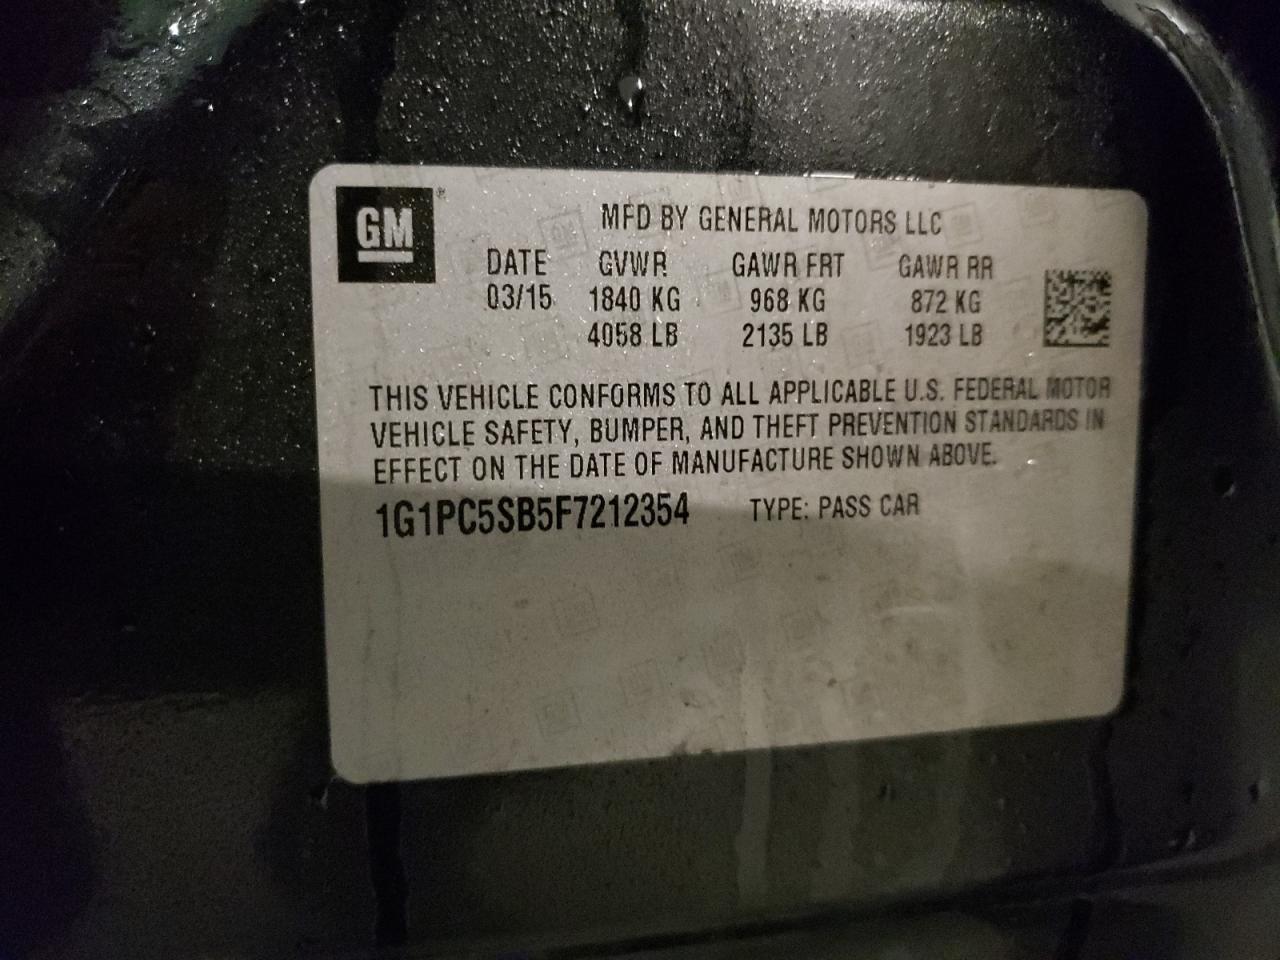 GM®
MFD BY GENERAL MOTORS LLC
DATE GVWR GAWR FRT GAWR RR
03/15 1840 KG 968 KG 872 KG
4058 LB 2135 LB 1923 LB
THIS VEHICLE CONFORMS TO ALL APPLICABLE U.S. FEDERAL MOTOR
VEHICLE SAFETY, BUMPER, AND THEFT PREVENTION STANDARDS IN
EFFECT ON THE DATE OF MANUFACTURE SHOWN ABOVE.
1G1PC5SB5F7212354 TYPE: PASS CAR